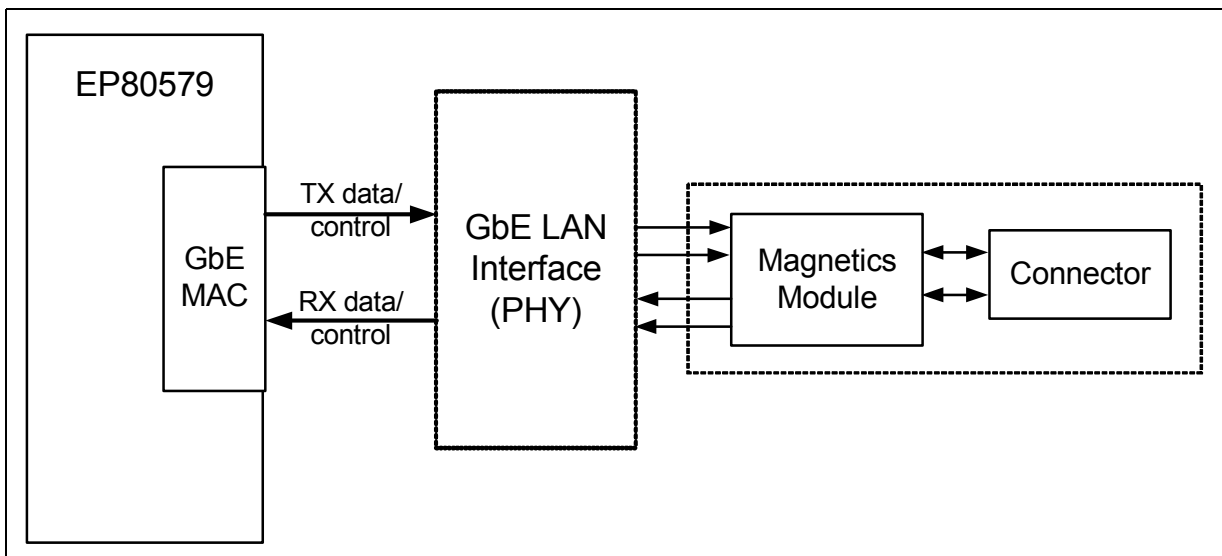 EP80579
GbE
MAC
TX data/
control
RX data/
control
GbE LAN
Interface
(PHY)
Magnetics
Module
Connector